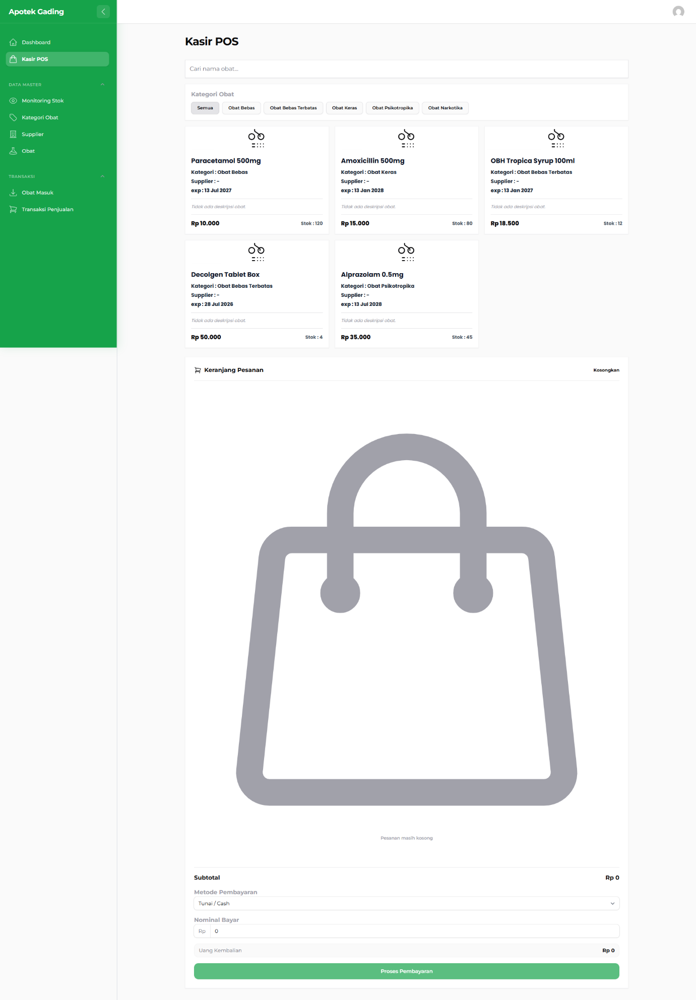 Apotek Gading
Dashboard
Kasir POS
DATA MASTER
Monitoring Stok
Kategori Obat
Supplier
Obat
TRANSAKSI
Obat Masuk
Transaksi Penjualan
Kasir POS
Cari nama obat...
Kategori Obat
Semua
Obat Bebas
Obat Bebas Terbatas
Obat Keras
Obat Psikotropika
Obat Narkotika
Paracetamol 500mg
Kategori : Obat Bebas
Supplier : -
exp : 13 Jul 2027
Tidak ada deskripsi obat.
Rp 10.000
Stok : 120
Amoxicillin 500mg
Kategori : Obat Keras
Supplier : -
exp : 13 Jan 2028
Tidak ada deskripsi obat.
Rp 15.000
Stok : 80
OBH Tropica Syrup 100ml
Kategori : Obat Bebas Terbatas
Supplier : -
exp : 13 Jan 2027
Tidak ada deskripsi obat.
Rp 18.500
Stok : 12
Decolgen Tablet Box
Kategori : Obat Bebas Terbatas
Supplier : -
exp : 28 Jul 2026
Tidak ada deskripsi obat.
Rp 50.000
Stok : 4
Alprazolam 0.5mg
Kategori : Obat Psikotropika
Supplier : -
exp : 13 Jul 2028
Tidak ada deskripsi obat.
Rp 35.000
Stok : 45
Keranjang Pesanan
Kosongkan
Pesanan masih kosong
Subtotal
Rp 0
Metode Pembayaran
Tunai / Cash
Nominal Bayar
Rp 0
Uang Kembalian
Rp 0
Proses Pembayaran